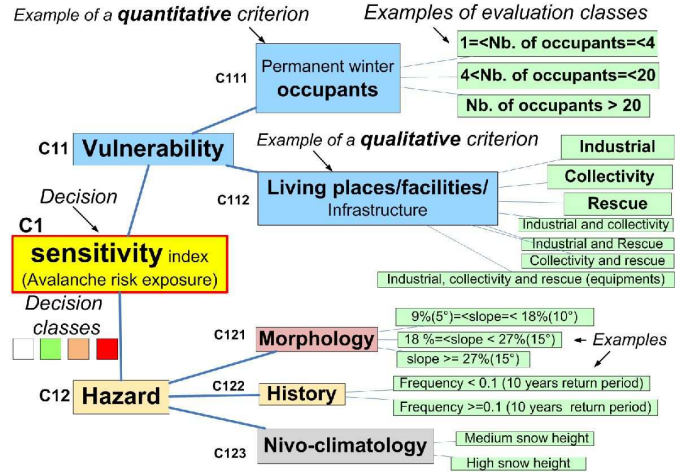 Example of a quantitative criterion
Examples of evaluation classes
C111
Permanent winter
occupants
1=<Nb. of occupants=<4
4<Nb. of occupants=<20
Nb. of occupants > 20
C11
Vulnerability
Example of a qualitative criterion
C112
Living places/facilities/
Infrastructure
Industrial
Collectivity
Rescue
Industrial and collectivity
Industrial and Rescue
Collectivity and rescue
Industrial, collectivity and rescue (equipments)
Decision
C1
sensitivity index
(Avalanche risk exposure)
Decision
classes
C121
Morphology
9%(5°)=<slope=< 18%(10°)
18 %=<slope < 27%(15°)
slope >= 27%(15°)
Examples
C12
Hazard
C122
History
Frequency < 0.1 (10 years return period)
Frequency >=0.1 (10 years return period)
C123
Nivo-climatology
Medium snow height
High snow height